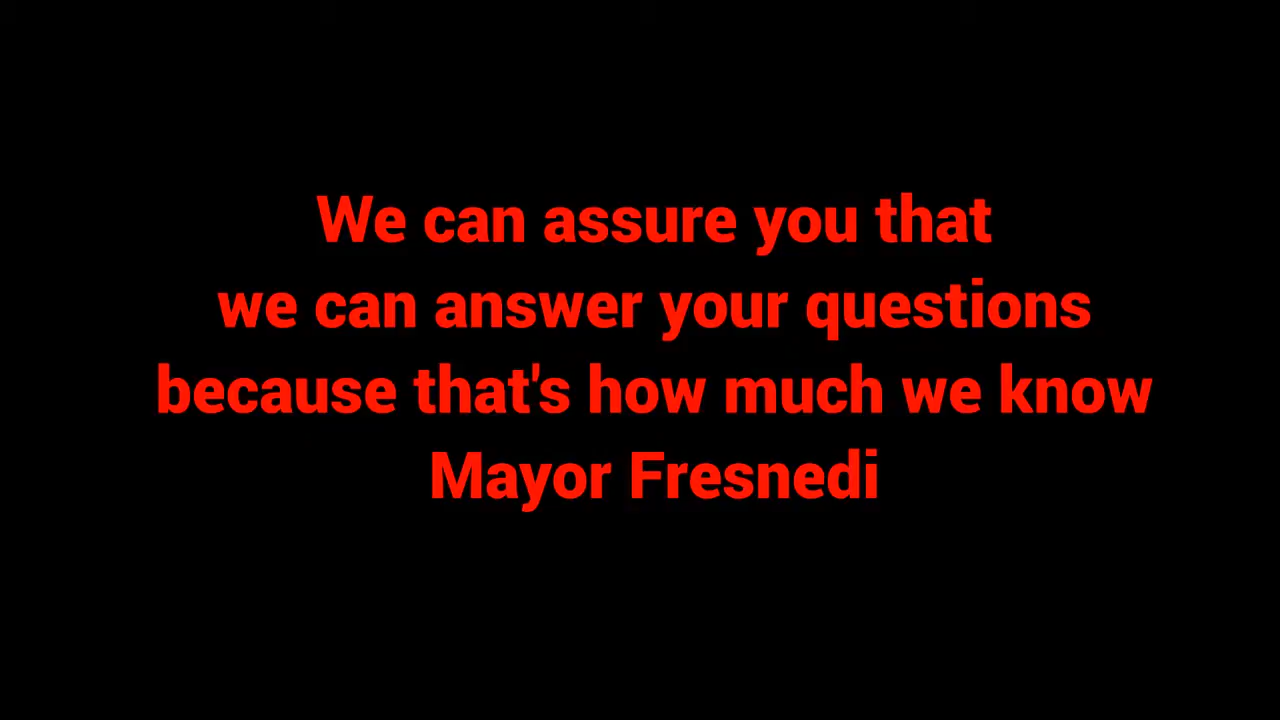 We can assure you that
we can answer your questions
because that's how much we know
Mayor Fresnedi